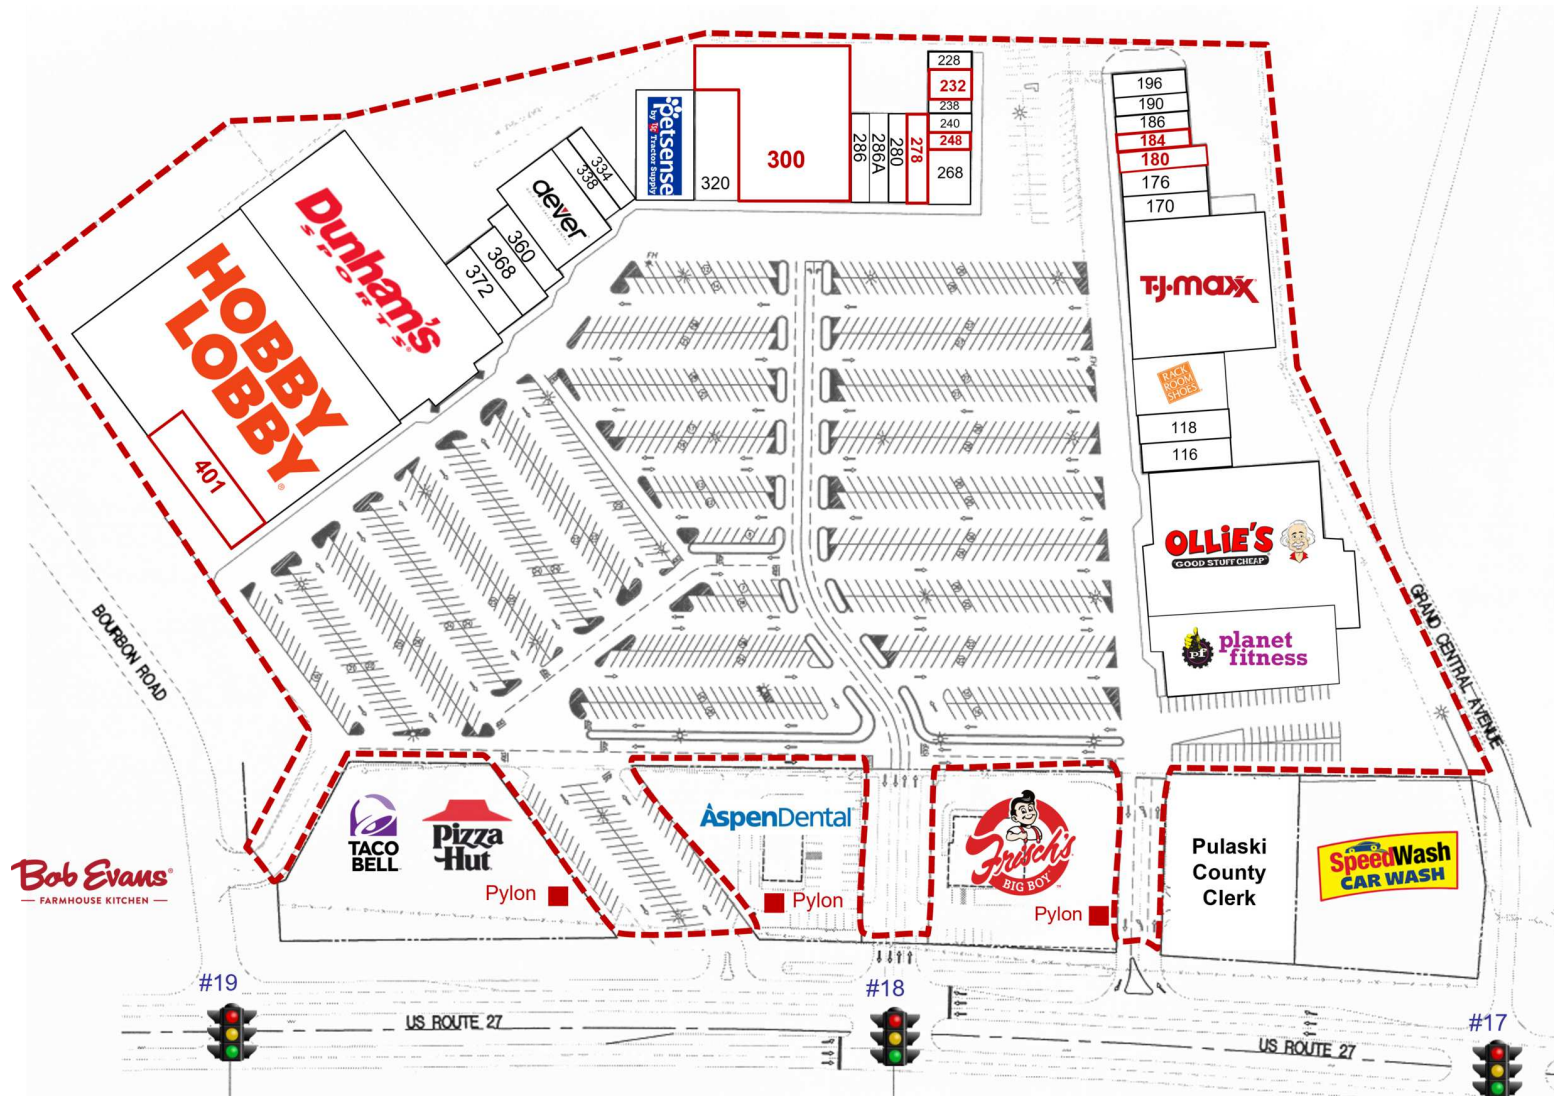 228
232
238
240
248
268
278
280
286A
286
300
320
petsense
by Tractor Supply
334
338
dever
360
368
372
Dunham's
SPORTS
HOBBY
LOBBY
401
196
190
186
184
180
176
170
T.J.maxx
RACK
ROOM
SHOES
118
116
OLLiE'S
GOOD STUFF CHEAP
planet
fitness
pf
FH
FH
BOURBON ROAD
GRAND CENTRAL AVENUE
TACO
BELL
Pizza
Hut
Pylon
AspenDental
Pylon
Frisch's
BIG BOY
Pylon
Pulaski
County
Clerk
SpeedWash
CAR WASH
Bob Evans
FARMHOUSE KITCHEN
#19
#18
#17
US ROUTE 27
US ROUTE 27